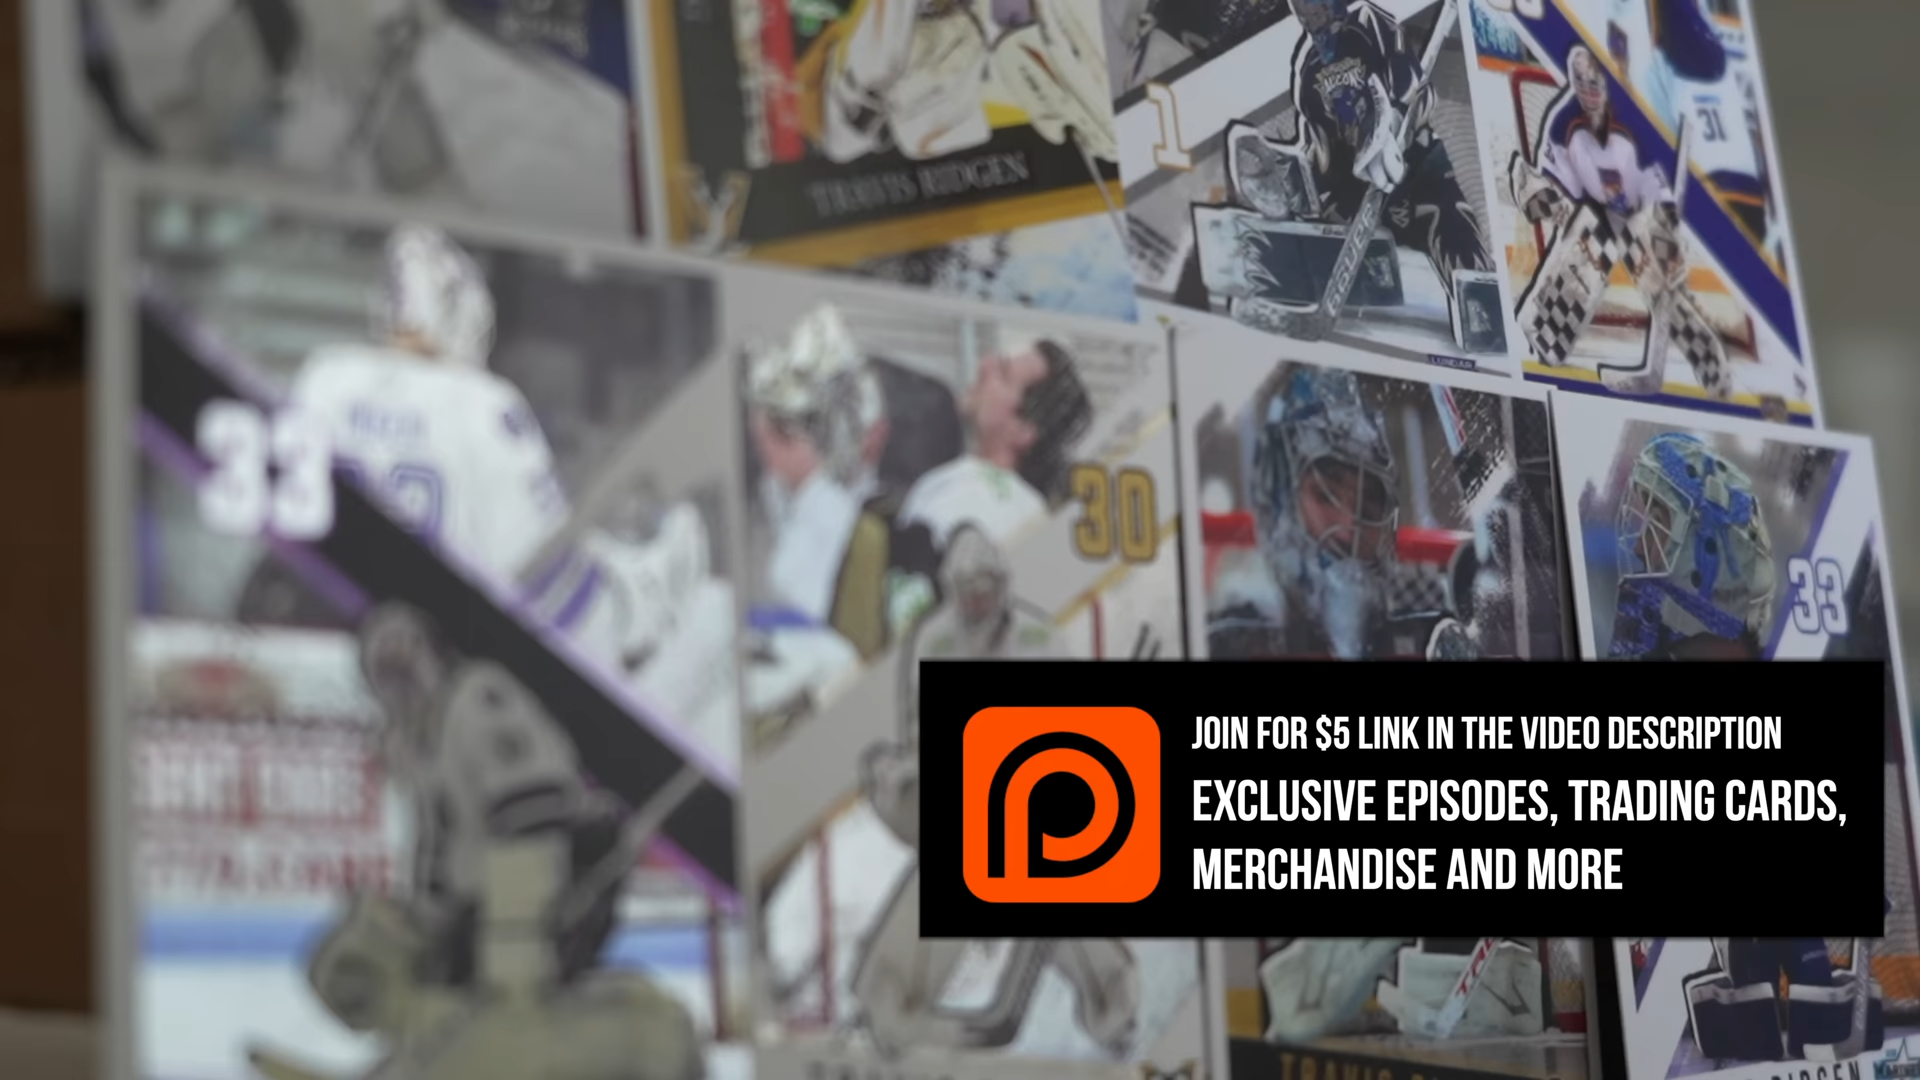 TRAVIS RIDGEN
1
31
33
30
33
JOIN FOR $5 LINK IN THE VIDEO DESCRIPTION
EXCLUSIVE EPISODES, TRADING CARDS,
MERCHANDISE AND MORE
TRAVIS